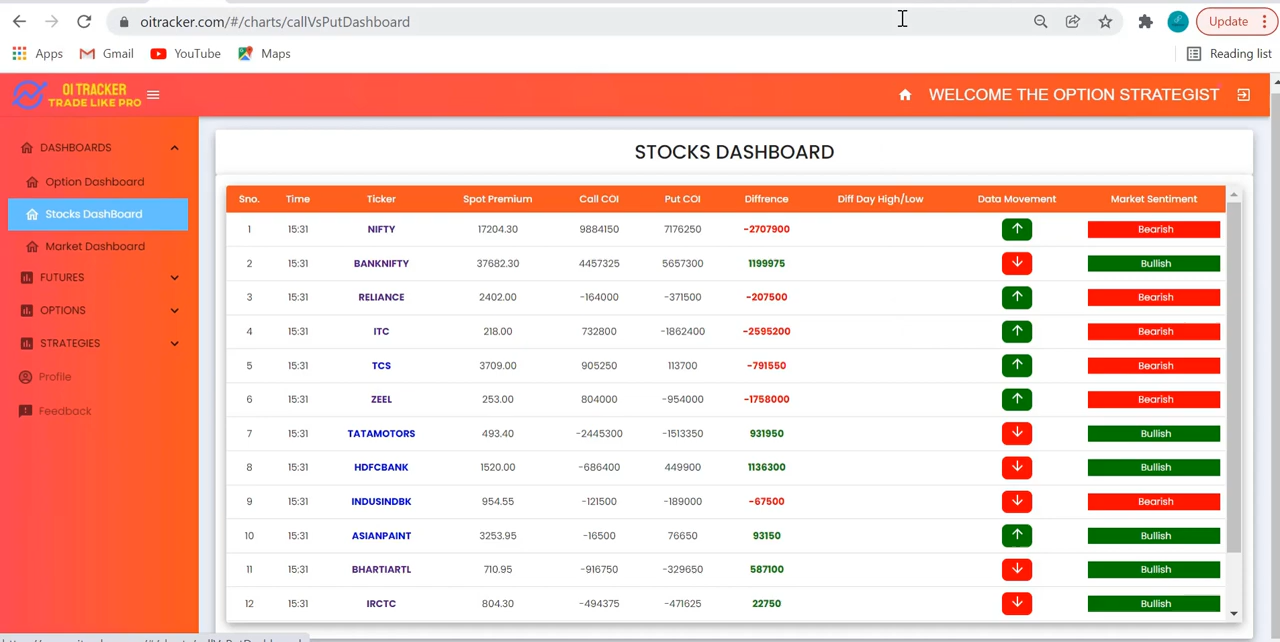 oitracker.com/#/charts/callVsPutDashboard
Update
Apps Gmail YouTube Maps
Reading list
OI TRACKER
TRADE LIKE PRO
WELCOME THE OPTION STRATEGIST
DASHBOARDS
Option Dashboard
Stocks DashBoard
Market Dashboard
FUTURES
OPTIONS
STRATEGIES
Profile
Feedback
STOCKS DASHBOARD
Sno. Time Ticker Spot Premium Call COI Put COI Diffrence Diff Day High/Low Data Movement Market Sentiment
1 15:31 NIFTY 17204.30 9884150 7176250 -2707900 Bearish
2 15:31 BANKNIFTY 37682.30 4457325 5657300 1199975 Bullish
3 15:31 RELIANCE 2402.00 -164000 -371500 -207500 Bearish
4 15:31 ITC 218.00 732800 -1862400 -2595200 Bearish
5 15:31 TCS 3709.00 905250 113700 -791550 Bearish
6 15:31 ZEEL 253.00 804000 -954000 -1758000 Bearish
7 15:31 TATAMOTORS 493.40 -2445300 -1513350 931950 Bullish
8 15:31 HDFCBANK 1520.00 -686400 449900 1136300 Bullish
9 15:31 INDUSINDBK 954.55 -121500 -189000 -67500 Bearish
10 15:31 ASIANPAINT 3253.95 -16500 76650 93150 Bullish
11 15:31 BHARTIARTL 710.95 -916750 -329650 587100 Bullish
12 15:31 IRCTC 804.30 -494375 -471625 22750 Bullish